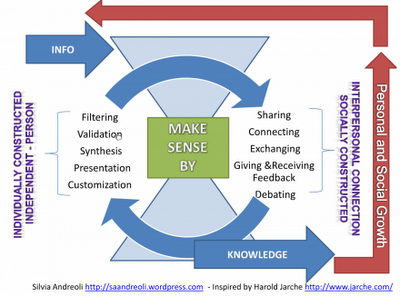 INFO
INDIVIDUALLY CONSTRUCTED
INDEPENDENT - PERSON
Filtering
Validation
Synthesis
Presentation
Customization
MAKE
SENSE
BY
Sharing
Connecting
Exchanging
Giving &Receiving
Feedback
Debating
INTERPERSONAL CONNECTION
SOCIALLY CONSTRUCTED
Personal and Social Growth
KNOWLEDGE
Silvia Andreoli http://saandreoli.wordpress.com - Inspired by Harold Jarche http://www.jarche.com/